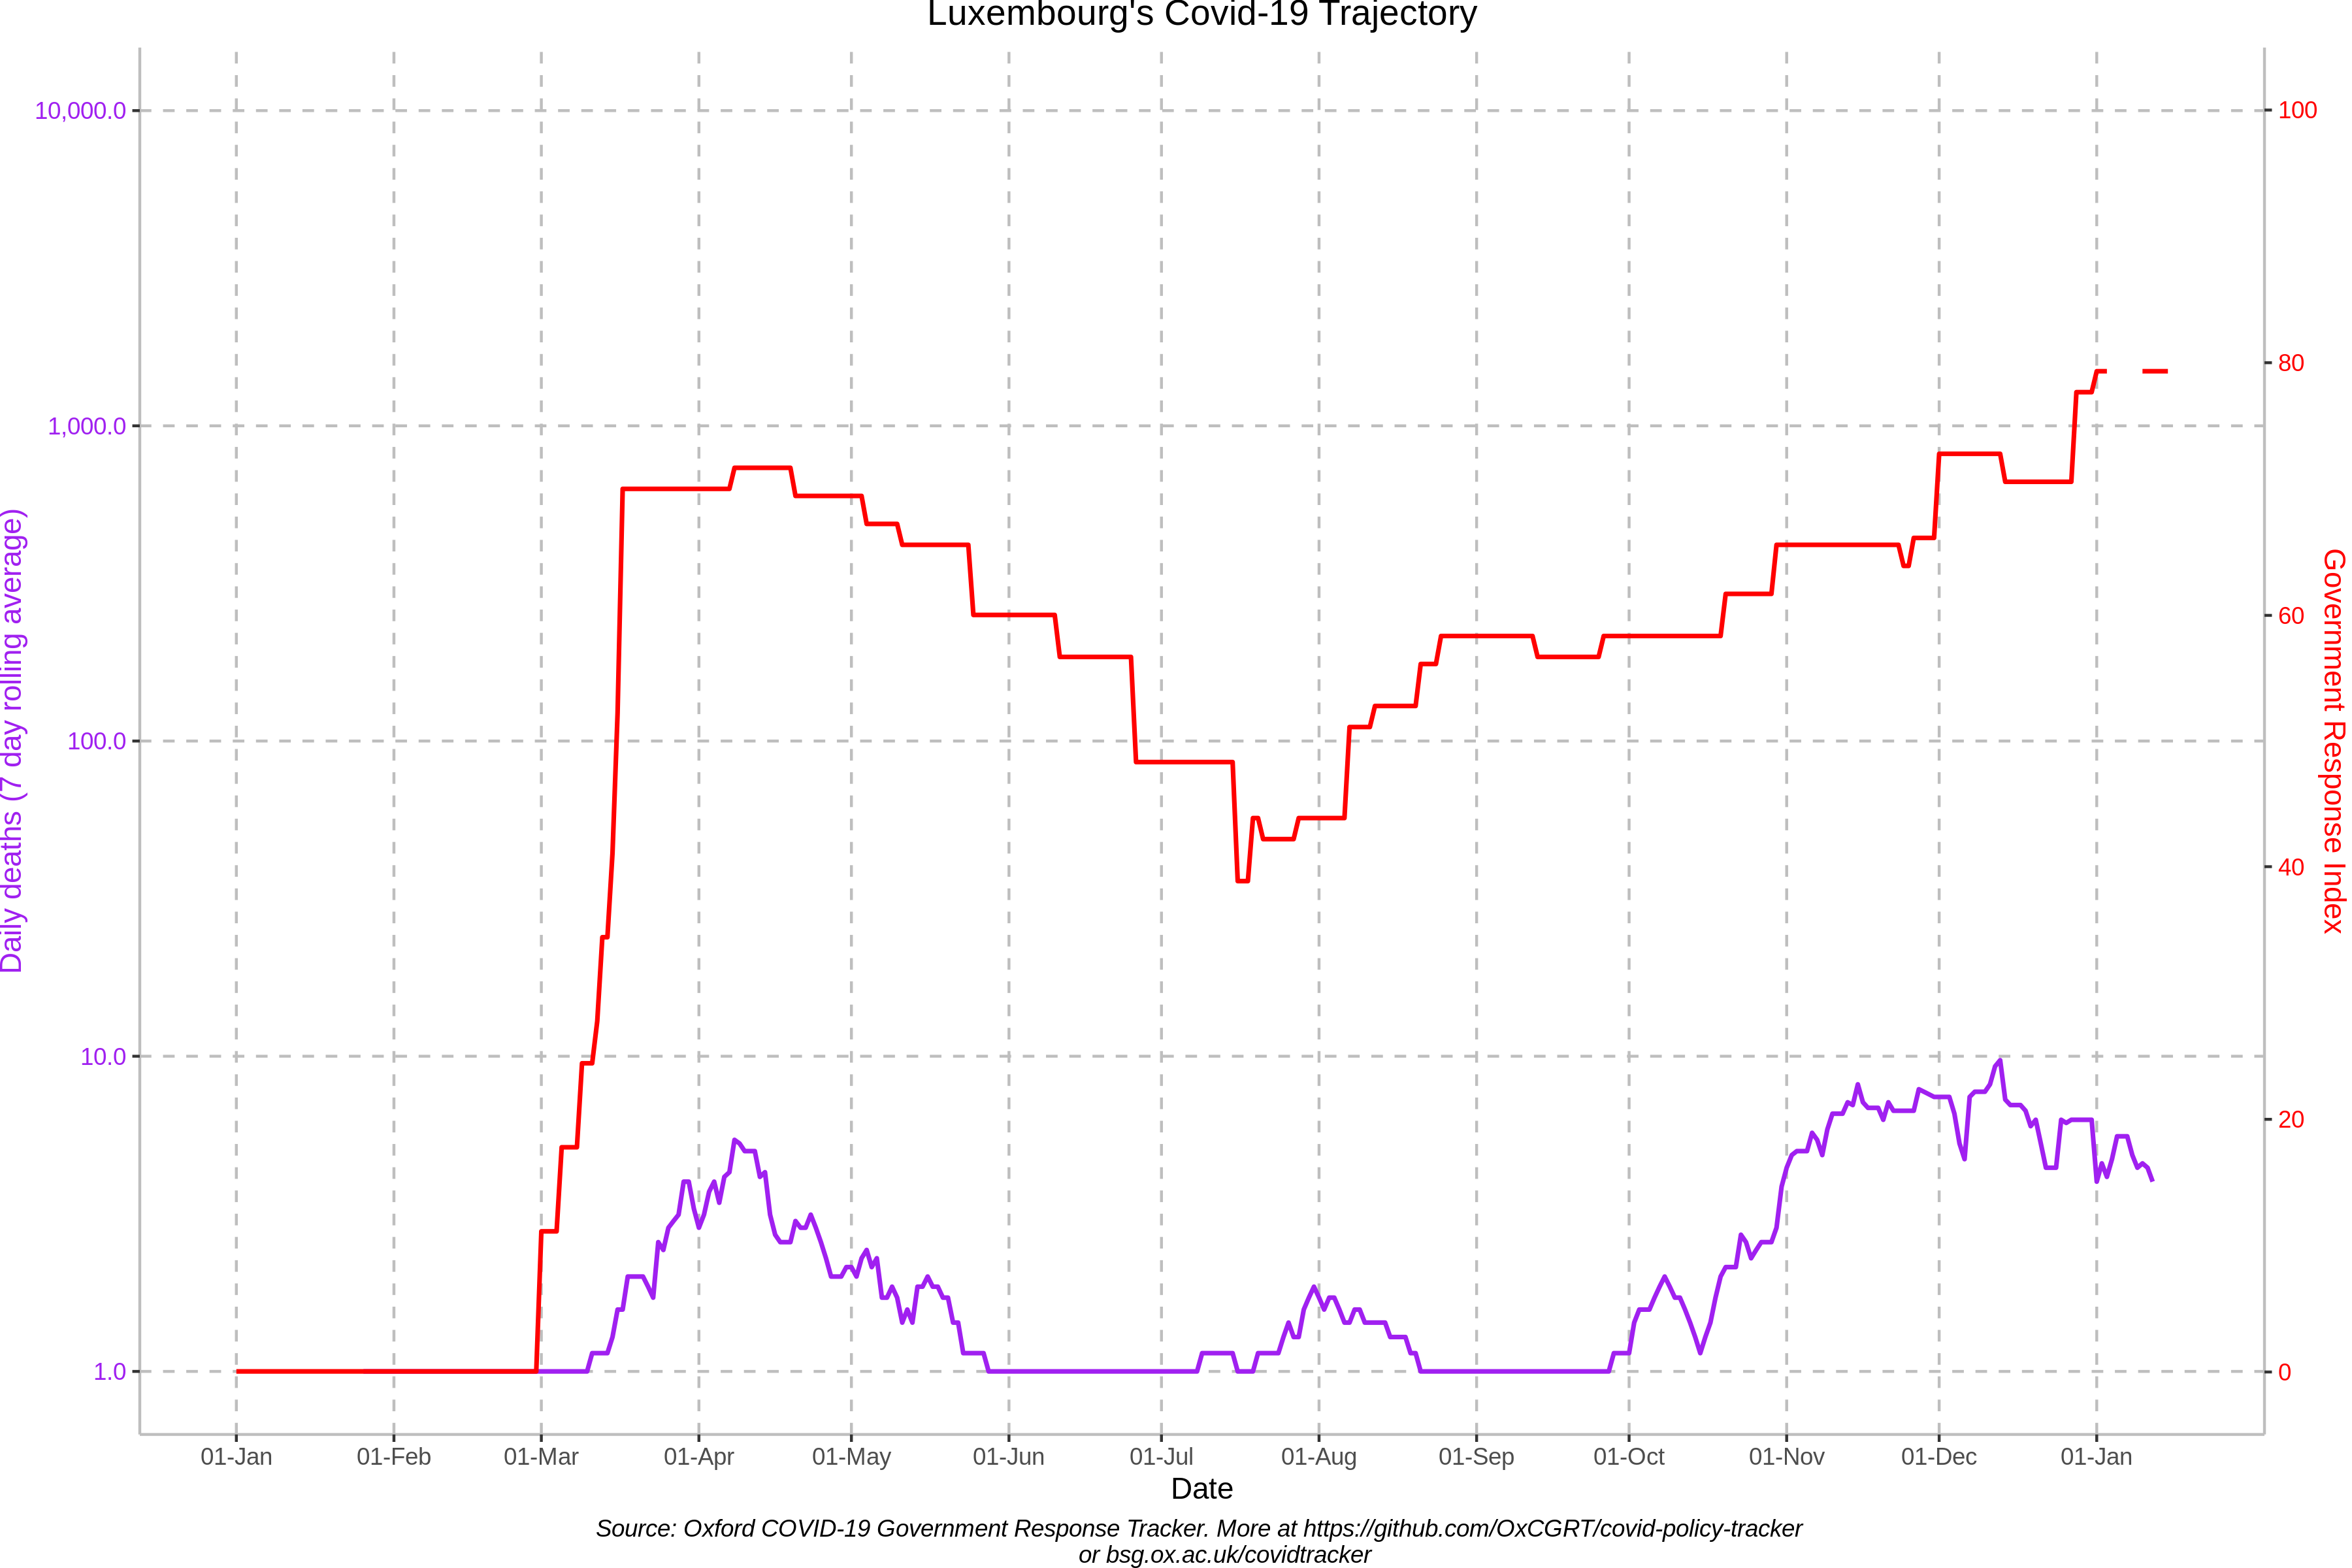 Luxembourg's Covid-19 Trajectory
10,000.0
1,000.0
100.0
10.0
1.0
Daily deaths (7 day rolling average)
100
80
60
40
20
0
Government Response Index
01-Jan
01-Feb
01-Mar
01-Apr
01-May
01-Jun
01-Jul
01-Aug
01-Sep
01-Oct
01-Nov
01-Dec
01-Jan
Date
Source: Oxford COVID-19 Government Response Tracker. More at https://github.com/OxCGRT/covid-policy-tracker
or bsg.ox.ac.uk/covidtracker